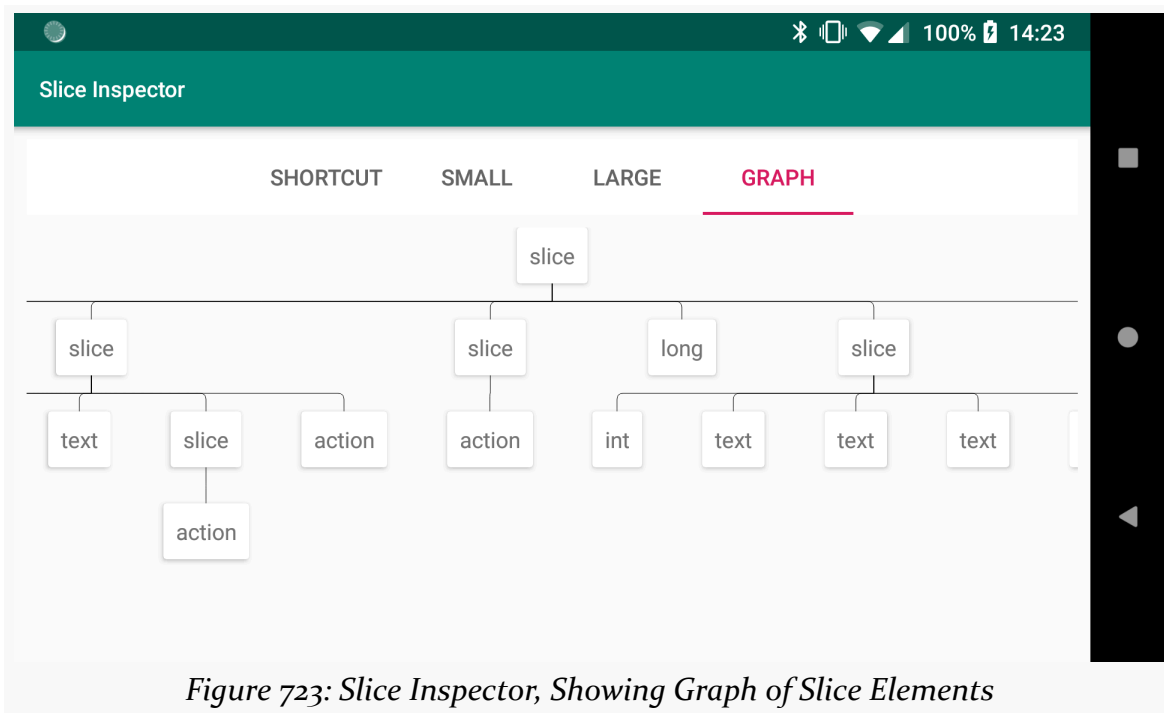 100% 14:23
Slice Inspector
SHORTCUT SMALL LARGE GRAPH
slice
slice slice long slice
text slice action action int text text text
action
Figure 723: Slice Inspector, Showing Graph of Slice Elements